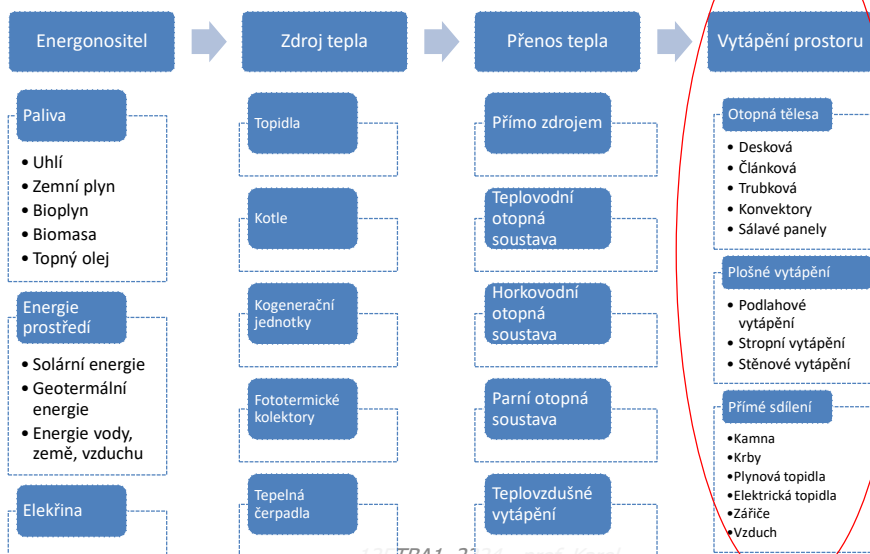 Energonositel
Paliva
• Uhlí
• Zemní plyn
• Bioplyn
• Biomasa
• Topný olej
Energie
prostředí
• Solární energie
• Geotermální
energie
• Energie vody,
země, vzduchu
Elekřina
Zdroj tepla
Topidla
Kotle
Kogenerační
jednotky
Fototermické
kolektory
Tepelná
čerpadla
Přenos tepla
Přímo zdrojem
Teplovodní
otopná
soustava
Horkovodní
otopná
soustava
Parní otopná
soustava
Teplovzdušné
vytápění
Vytápění prostoru
Otopná tělesa
• Desková
• Článková
• Trubková
• Konvektory
• Sálavé panely
Plošné vytápění
• Podlahové
vytápění
• Stropní vytápění
• Stěnové vytápění
Přímé sdílení
•Kamna
•Krby
•Plynová topidla
•Elektrická topidla
•Zářiče
•Vzduch
prof. Karel